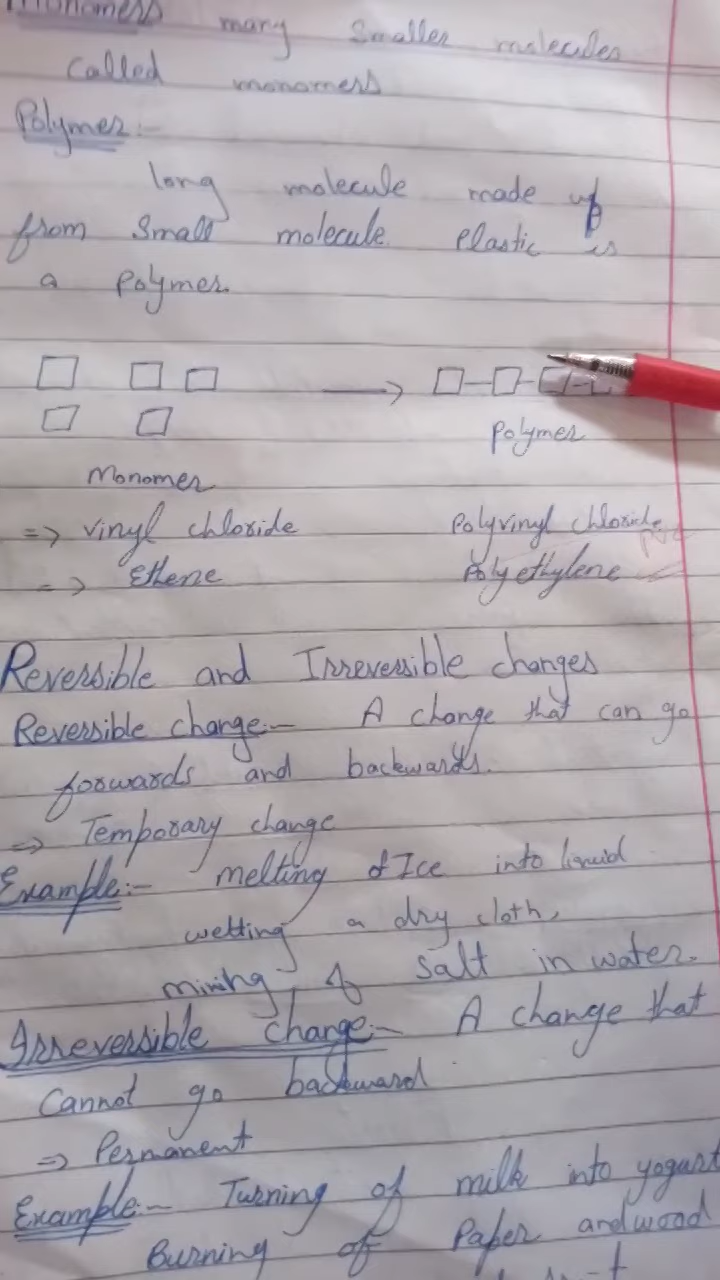 Monomers many smaller molecules
called monomers
Polymer:-
long molecule made up
from small molecule. Plastic is
a polymer.
Polymer
Monomer
=> vinyl chloride Polyvinyl chloride
PVC
=> Ethene Polyethylene
Reversible and Irreversible changes
Reversible change:- A change that can go
forwards and backwards.
=> Temporary change
Example:- melting of Ice into liquid
wetting a dry cloth,
mixing of salt in water.
Irreversible change:- A change that
cannot go backward
=> Permanent
Example:- Turning of milk into yogurt
Burning of Paper and wood